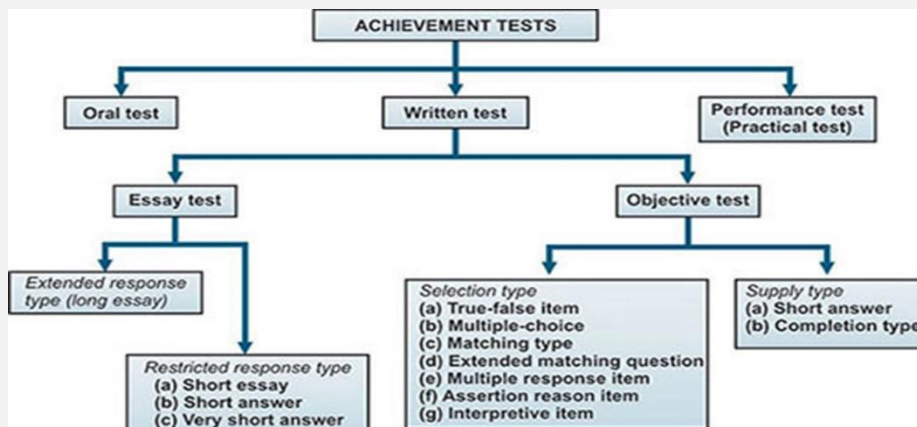 ACHIEVEMENT TESTS
Oral test
Written test
Performance test
(Practical test)
Essay test
Objective test
Extended response
type (long essay)
Restricted response type
(a) Short essay
(b) Short answer
(c) Very short answer
Selection type
(a) True-false item
(b) Multiple-choice
(c) Matching type
(d) Extended matching question
(e) Multiple response item
(f) Assertion reason item
(g) Interpretive item
Supply type
(a) Short answer
(b) Completion type